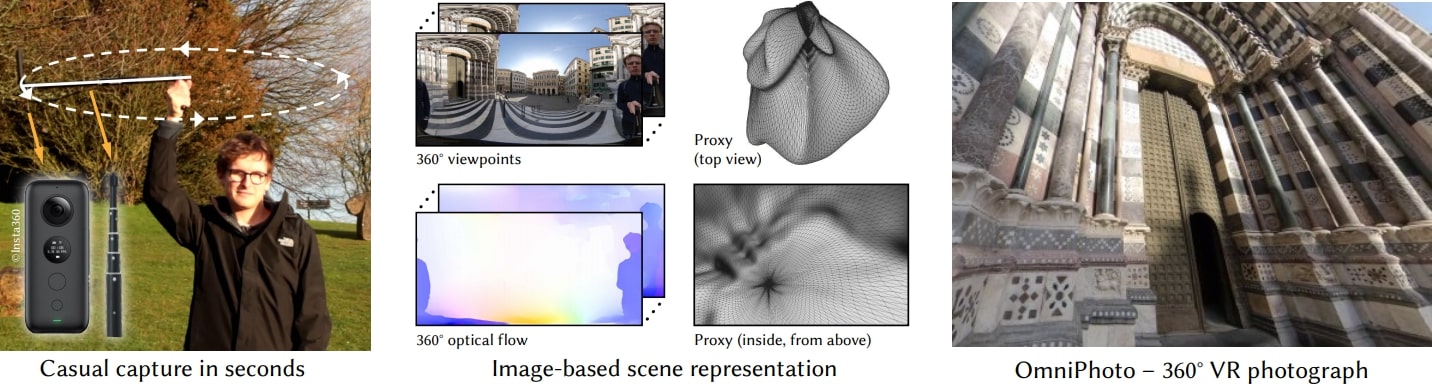 ©Insta360
360° viewpoints
360° optical flow
Proxy
(top view)
Proxy (inside, from above)
Casual capture in seconds
Image-based scene representation
OmniPhoto – 360° VR photograph